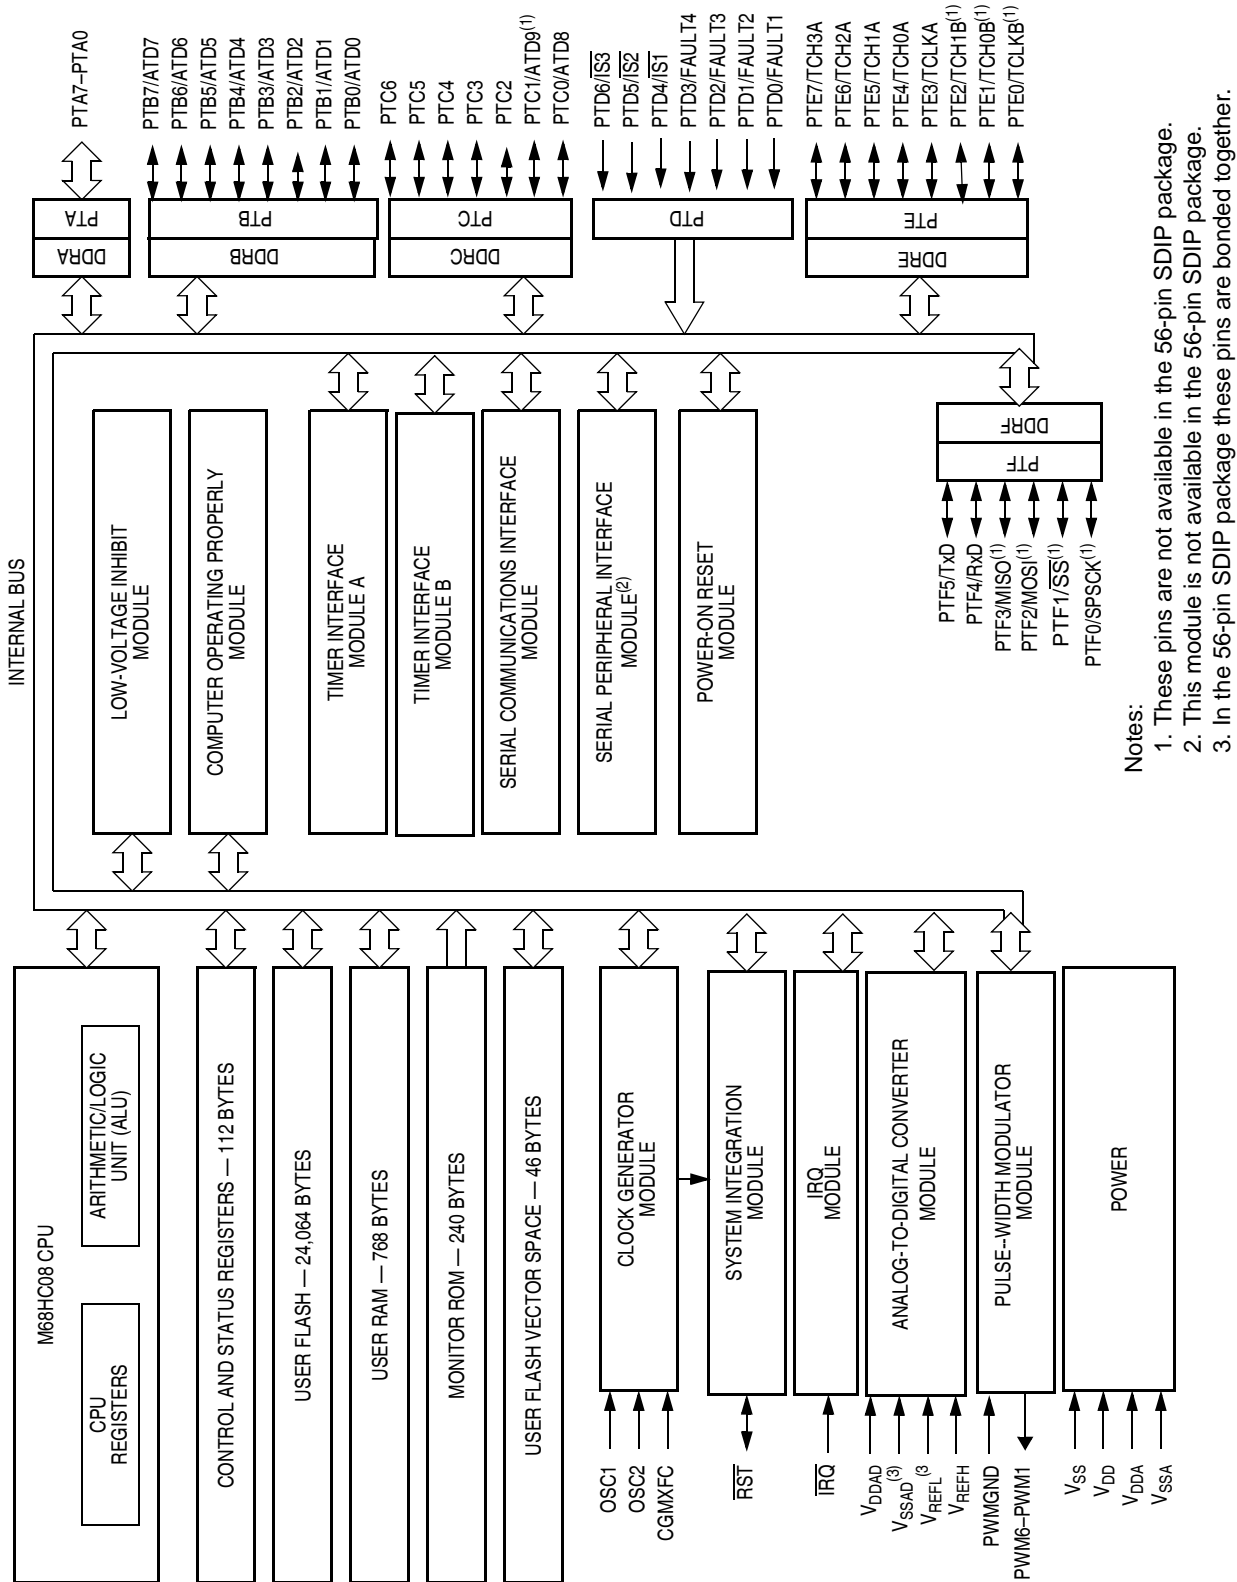 INTERNAL BUS
M68HC08 CPU
CPU
REGISTERS
ARITHMETIC/LOGIC
UNIT (ALU)
CONTROL AND STATUS REGISTERS — 112 BYTES
USER FLASH — 24,064 BYTES
USER RAM — 768 BYTES
MONITOR ROM — 240 BYTES
USER FLASH VECTOR SPACE — 46 BYTES
OSC1
OSC2
CGMXFC
CLOCK GENERATOR
MODULE
RST
SYSTEM INTEGRATION
MODULE
IRQ
IRQ
MODULE
VDDAD
VSSAD(3)
VREFL(3
VREFH
ANALOG-TO-DIGITAL CONVERTER
MODULE
PWMGND
PWM6–PWM1
PULSE--WIDTH MODULATOR
MODULE
VSS
VDD
VDDA
VSSA
POWER
LOW-VOLTAGE INHIBIT
MODULE
COMPUTER OPERATING PROPERLY
MODULE
TIMER INTERFACE
MODULE A
TIMER INTERFACE
MODULE B
SERIAL COMMUNICATIONS INTERFACE
MODULE
SERIAL PERIPHERAL INTERFACE
MODULE(2)
POWER-ON RESET
MODULE
DDRA
PTA
PTA7–PTA0
DDRB
PTB
PTB7/ATD7
PTB6/ATD6
PTB5/ATD5
PTB4/ATD4
PTB3/ATD3
PTB2/ATD2
PTB1/ATD1
PTB0/ATD0
DDRC
PTC
PTC6
PTC5
PTC4
PTC3
PTC2
PTC1/ATD9(1)
PTC0/ATD8
PTD
PTD6/IS3
PTD5/IS2
PTD4/IS1
PTD3/FAULT4
PTD2/FAULT3
PTD1/FAULT2
PTD0/FAULT1
DDRE
PTE
PTE7/TCH3A
PTE6/TCH2A
PTE5/TCH1A
PTE4/TCH0A
PTE3/TCLKA
PTE2/TCH1B(1)
PTE1/TCH0B(1)
PTE0/TCLKB(1)
DDRF
PTF
PTF5/TxD
PTF4/RxD
PTF3/MISO(1)
PTF2/MOSI(1)
PTF1/SS(1)
PTF0/SPSCK(1)
Notes:
1. These pins are not available in the 56-pin SDIP package.
2. This module is not available in the 56-pin SDIP package.
3. In the 56-pin SDIP package these pins are bonded together.